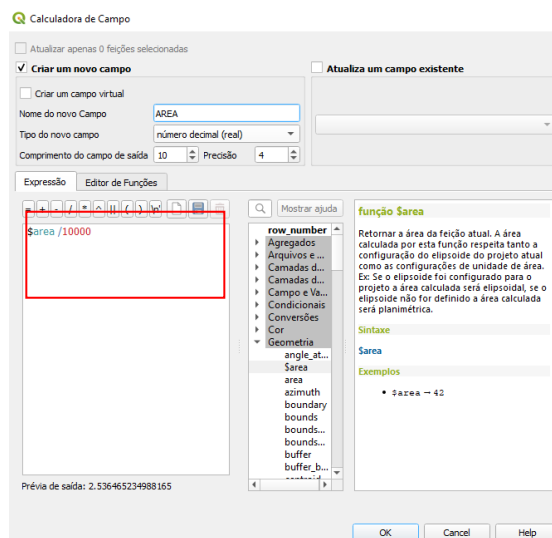 Calculadora de Campo
Atualizar apenas 0 feições selecionadas
Criar um novo campo
Atualiza um campo existente
Criar um campo virtual
Nome do novo Campo AREA
Tipo do novo campo número decimal (real)
Comprimento do campo de saída 10 Precisão 4
Expressão Editor de Funções
= + - / * ^ || ( ) '\n'
$area /10000
Prévia de saída: 2.536465234988165
Mostrar ajuda
row_number
Agregados
Arquivos e ...
Camadas d...
Camadas d...
Campo e Va...
Condicionais
Conversões
Cor
Geometria
angle_at...
$area
area
azimuth
boundary
bounds
bounds...
bounds...
buffer
buffer_b...
função $area
Retornar a área da feição atual. A área
calculada por esta função respeita tanto a
configuração do elipsoide do projeto atual
como as configurações de unidade de área.
Ex: Se o elipsoide foi configurado para o
projeto a área calculada será elipsoidal, se o
elipsoide não for definido a área calculada
será planimétrica.
Sintaxe
$area
Exemplos
• $area → 42
OK Cancel Help